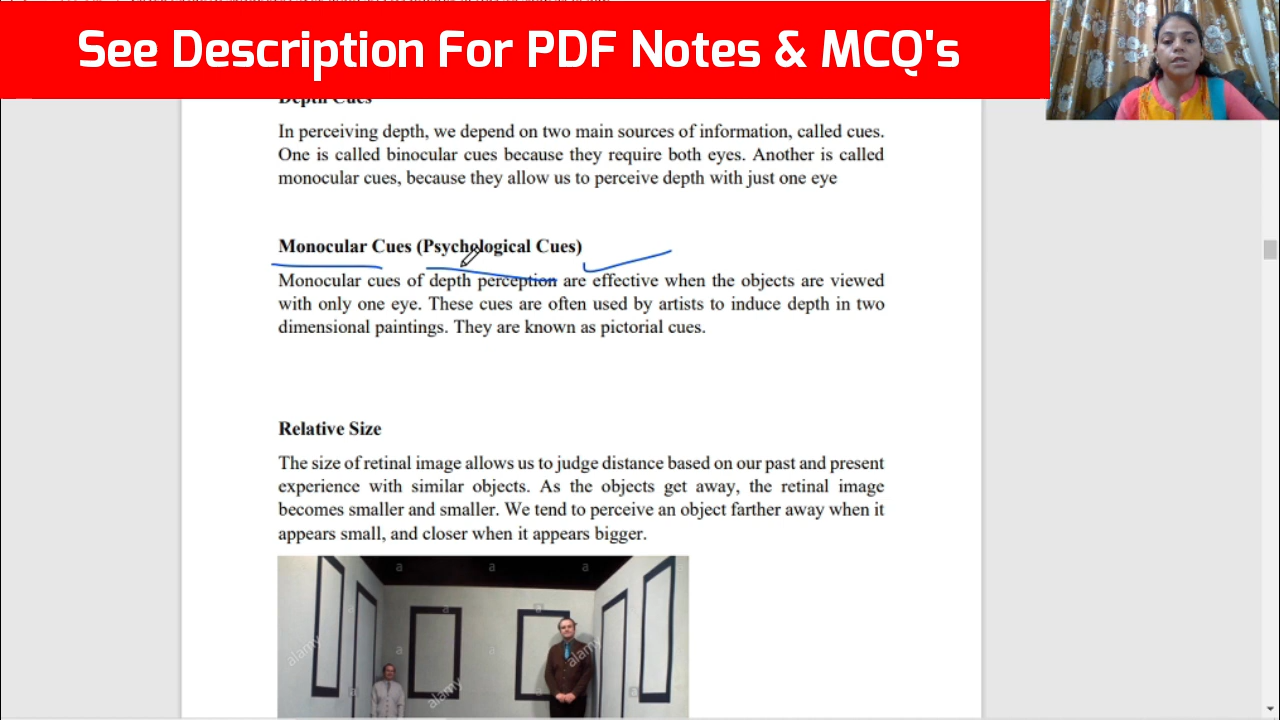 See Description For PDF Notes & MCQ's
Depth Cues
In perceiving depth, we depend on two main sources of information, called cues.
One is called binocular cues because they require both eyes. Another is called
monocular cues, because they allow us to perceive depth with just one eye
Monocular Cues (Psychological Cues)
Monocular cues of depth perception are effective when the objects are viewed
with only one eye. These cues are often used by artists to induce depth in two
dimensional paintings. They are known as pictorial cues.
Relative Size
The size of retinal image allows us to judge distance based on our past and present
experience with similar objects. As the objects get away, the retinal image
becomes smaller and smaller. We tend to perceive an object farther away when it
appears small, and closer when it appears bigger.
a a a
a
a
a a
alamy
alamy
a a
alamy